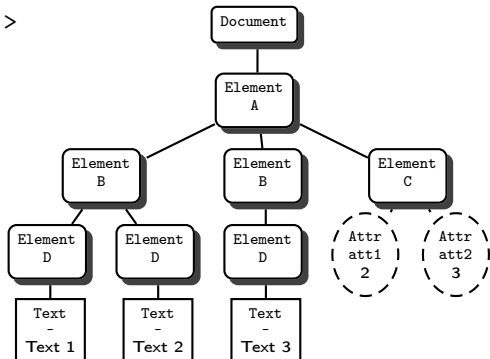 >
Document
Element
A
Element
B
Element
B
Element
C
Element
D
Element
D
Element
D
Attr
att1
2
Attr
att2
3
Text
-
Text 1
Text
-
Text 2
Text
-
Text 3